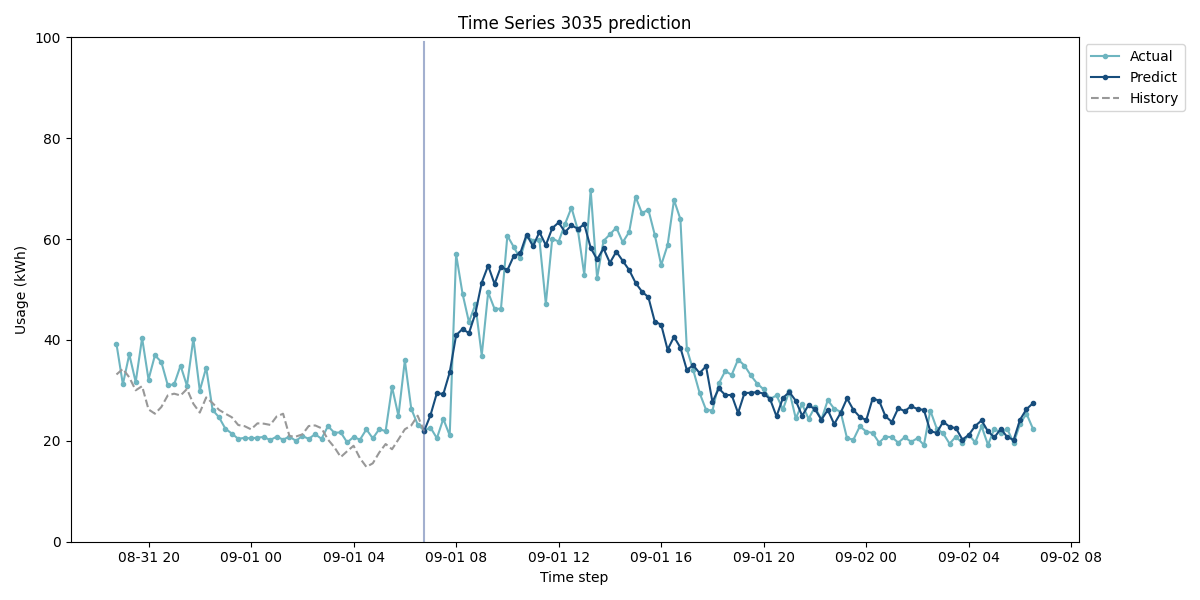 Time Series 3035 prediction
100
80
60
40
20
0
Usage (kWh)
08-31 20
09-01 00
09-01 04
09-01 08
09-01 12
09-01 16
09-01 20
09-02 00
09-02 04
09-02 08
Time step
Actual
Predict
History